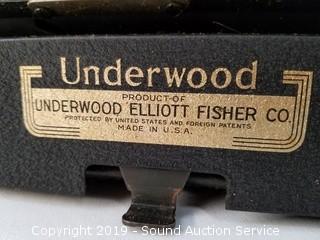 Underwood
PRODUCT OF
UNDERWOOD ELLIOTT FISHER CO.
PROTECTED BY UNITED STATES AND FOREIGN PATENTS
MADE IN U.S.A.
Copyright 2019 - Sound Auction Service